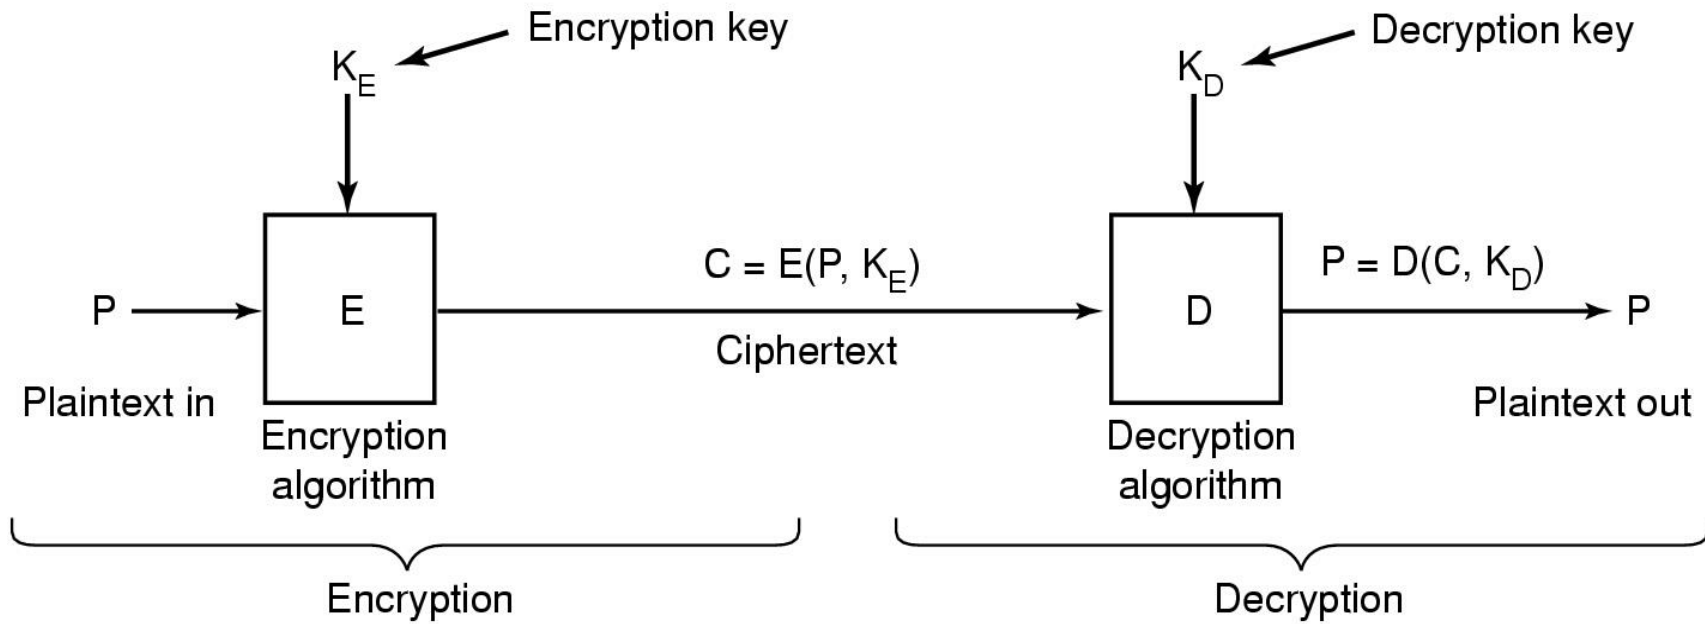 Encryption key
K_E
Decryption key
K_D
C = E(P, K_E)
P = D(C, K_D)
P
E
D
P
Ciphertext
Plaintext in
Plaintext out
Encryption
algorithm
Decryption
algorithm
Encryption
Decryption